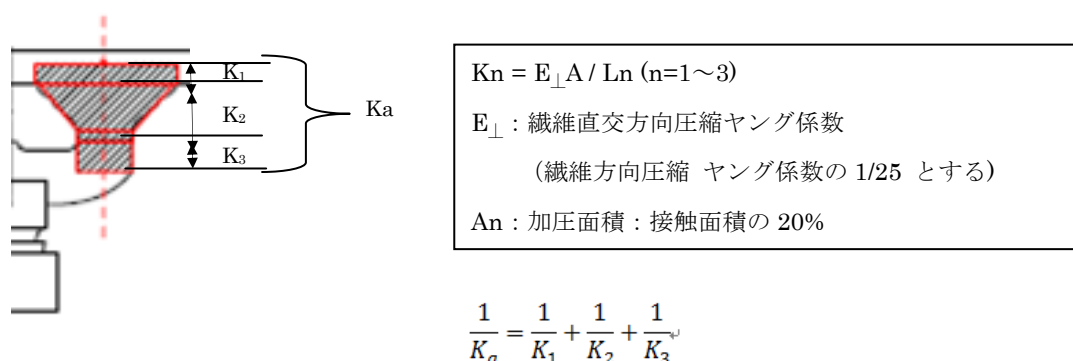 K₁
K₂
K₃
Ka
Kn = E⊥A / Ln (n=1～3)
E⊥：繊維直交方向圧縮ヤング係数
(繊維方向圧縮 ヤング係数の 1/25 とする)
An：加圧面積：接触面積の 20%
1/Kₐ = 1/K₁ + 1/K₂ + 1/K₃